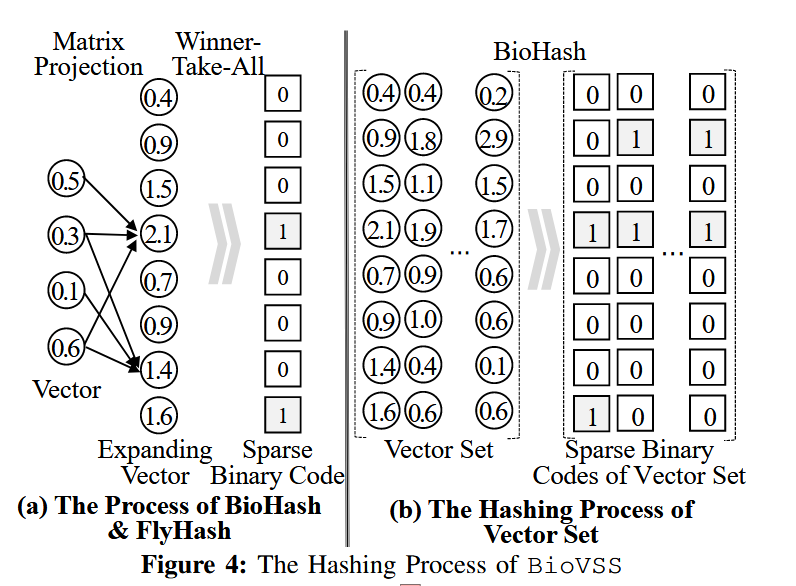 Matrix Projection
Winner-Take-All
0.5
0.3
0.1
0.6
Vector
0.4 0
0.9 0
1.5 0
2.1 1
0.7 0
0.9 0
1.4 0
1.6 1
Expanding Vector
Sparse Binary Code
(a) The Process of BioHash
& FlyHash
BioHash
0.4 0.4 0.2 0 0 0
0.9 1.8 2.9 0 1 1
1.5 1.1 1.5 0 0 0
2.1 1.9 1.7 1 1 1
... ...
0.7 0.9 0.6 0 0 0
0.9 1.0 0.6 0 0 0
1.4 0.4 0.1 0 0 0
1.6 0.6 0.6 1 0 0
Vector Set
Sparse Binary
Codes of Vector Set
(b) The Hashing Process of
Vector Set
Figure 4: The Hashing Process of BioVSS